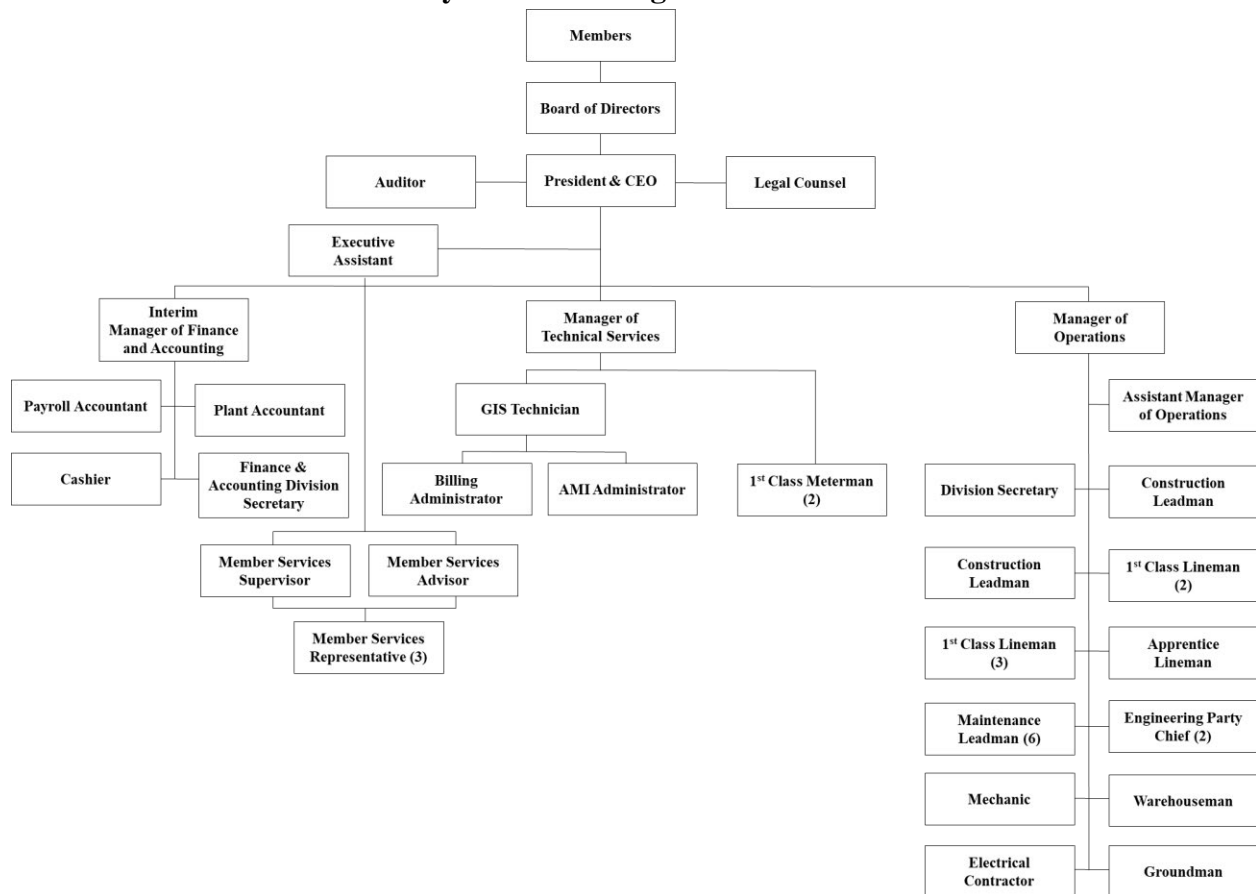 Members
Board of Directors
Auditor
President & CEO
Legal Counsel
Executive
Assistant
Interim
Manager of Finance
and Accounting
Manager of
Technical Services
Manager of
Operations
Payroll Accountant
Plant Accountant
GIS Technician
Assistant Manager
of Operations
Cashier
Finance &
Accounting Division
Secretary
Billing
Administrator
AMI Administrator
1st Class Meterman
(2)
Division Secretary
Construction
Leadman
Member Services
Supervisor
Member Services
Advisor
Construction
Leadman
1st Class Lineman
(2)
Member Services
Representative (3)
1st Class Lineman
(3)
Apprentice
Lineman
Maintenance
Leadman (6)
Engineering Party
Chief (2)
Mechanic
Warehouseman
Electrical
Contractor
Groundman